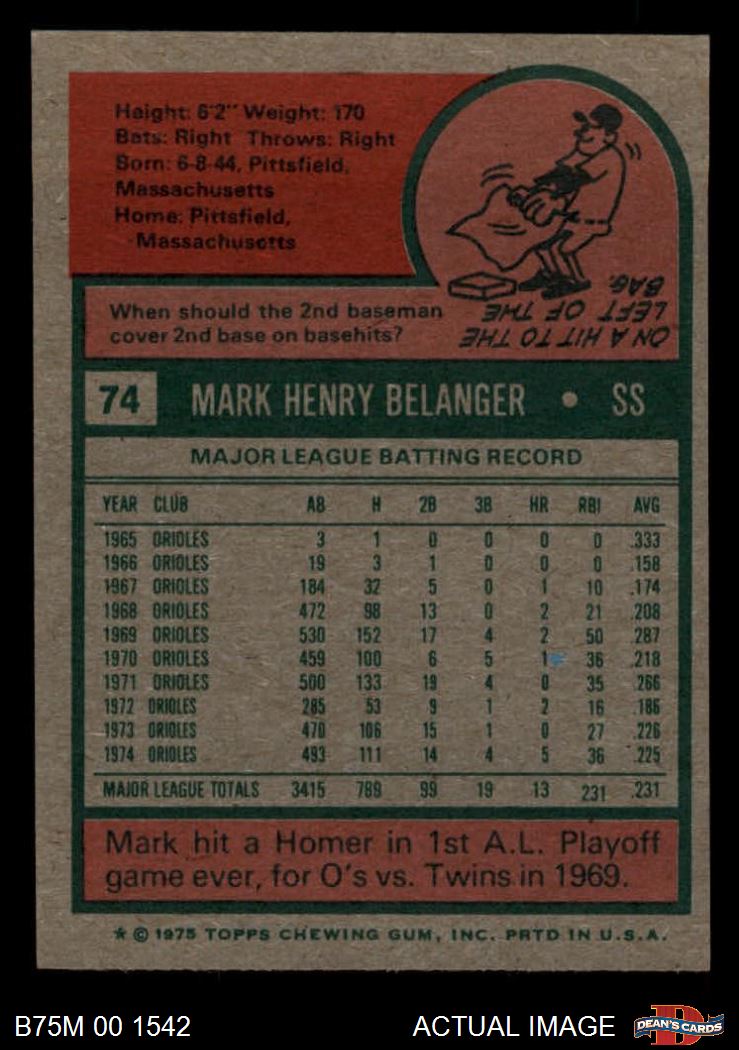 Height: 6'2" Weight: 170
Bats: Right Throws: Right
Born: 6-8-44, Pittsfield,
Massachusetts
Home: Pittsfield,
Massachusetts
When should the 2nd baseman
cover 2nd base on basehits?
ON A HIT TO THE
LEFT OF THE
BAG.
74 MARK HENRY BELANGER • SS
MAJOR LEAGUE BATTING RECORD
YEAR CLUB AB H 2B 3B HR RBI AVG
1965 ORIOLES 3 1 0 0 0 0 .333
1966 ORIOLES 19 3 1 0 0 0 .158
1967 ORIOLES 184 32 5 0 1 10 .174
1968 ORIOLES 472 98 13 0 2 21 .208
1969 ORIOLES 530 152 17 4 2 50 .287
1970 ORIOLES 459 100 6 5 1 36 .218
1971 ORIOLES 500 133 19 4 0 35 .266
1972 ORIOLES 285 53 9 1 2 16 .186
1973 ORIOLES 470 106 15 1 0 27 .226
1974 ORIOLES 493 111 14 4 5 36 .225
MAJOR LEAGUE TOTALS 3415 789 99 19 13 231 .231
Mark hit a Homer in 1st A.L. Playoff
game ever, for O's vs. Twins in 1969.
* © 1975 TOPPS CHEWING GUM, INC. PRTD IN U.S.A.
B75M 00 1542 ACTUAL IMAGE D DEAN'S CARDS